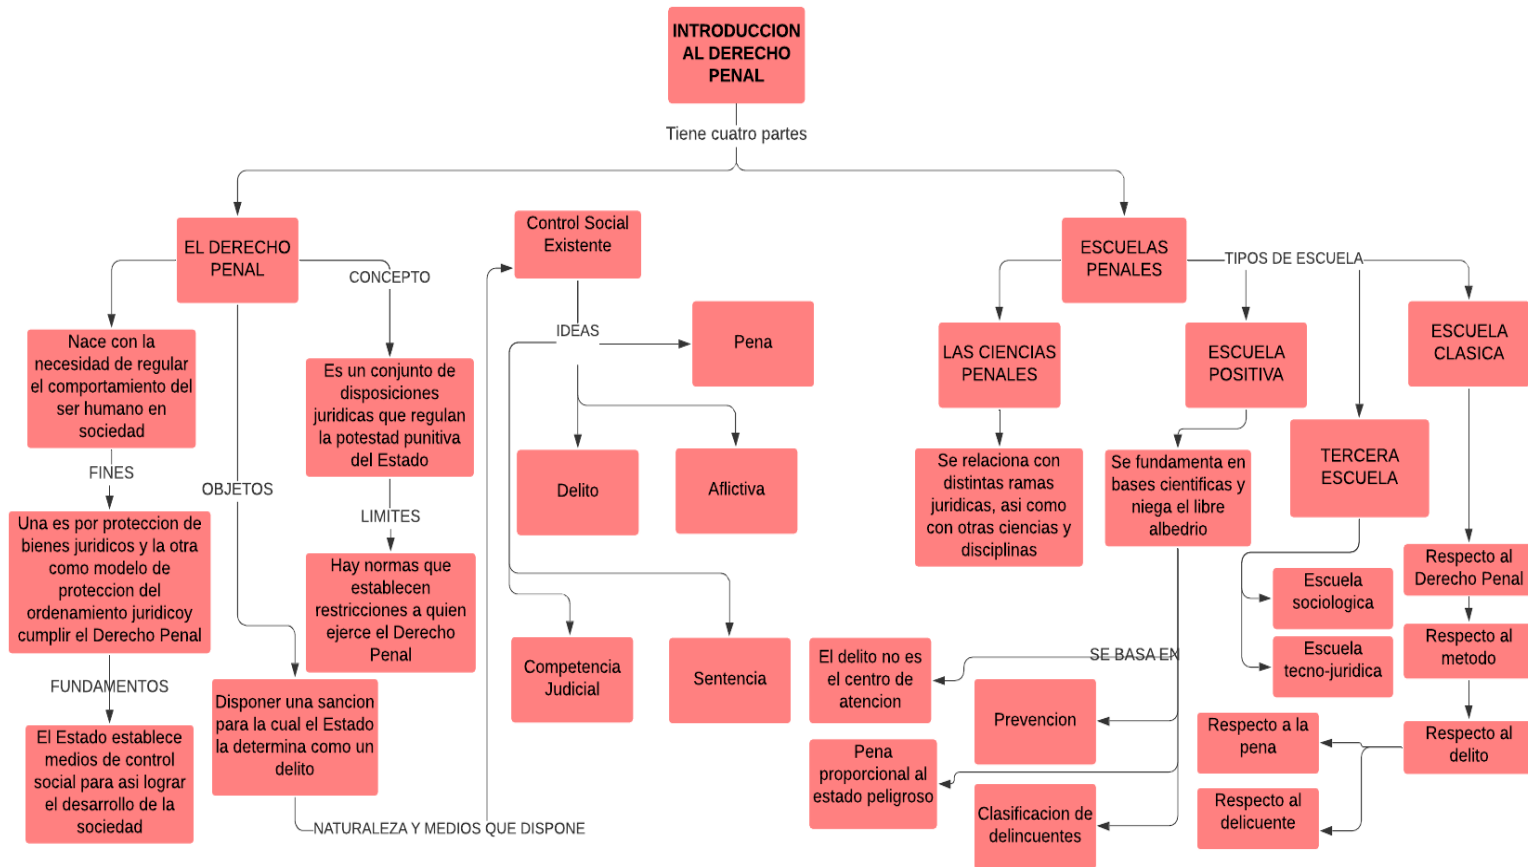 INTRODUCCION
AL DERECHO
PENAL
Tiene cuatro partes
EL DERECHO
PENAL
CONCEPTO
Nace con la
necesidad de regular
el comportamiento del
ser humano en
sociedad
FINES
Una es por proteccion de
bienes juridicos y la otra
como modelo de
proteccion del
ordenamiento juridicoy
cumplir el Derecho Penal
FUNDAMENTOS
El Estado establece
medios de control
social para asi lograr
el desarrollo de la
sociedad
OBJETOS
Disponer una sancion
para la cual el Estado
la determina como un
delito
NATURALEZA Y MEDIOS QUE DISPONE
Es un conjunto de
disposiciones
juridicas que regulan
la potestad punitiva
del Estado
LIMITES
Hay normas que
establecen
restricciones a quien
ejerce el Derecho
Penal
Control Social
Existente
IDEAS
Pena
Delito
Aflictiva
Competencia
Judicial
Sentencia
ESCUELAS
PENALES
TIPOS DE ESCUELA
LAS CIENCIAS
PENALES
Se relaciona con
distintas ramas
juridicas, asi como
con otras ciencias y
disciplinas
ESCUELA
POSITIVA
Se fundamenta en
bases cientificas y
niega el libre
albedrio
SE BASA EN
El delito no es
el centro de
atencion
Prevencion
Pena
proporcional al
estado peligroso
Clasificacion de
delincuentes
TERCERA
ESCUELA
Escuela
sociologica
Escuela
tecno-juridica
ESCUELA
CLASICA
Respecto al
Derecho Penal
Respecto al
metodo
Respecto al
delito
Respecto a la
pena
Respecto al
delicuente